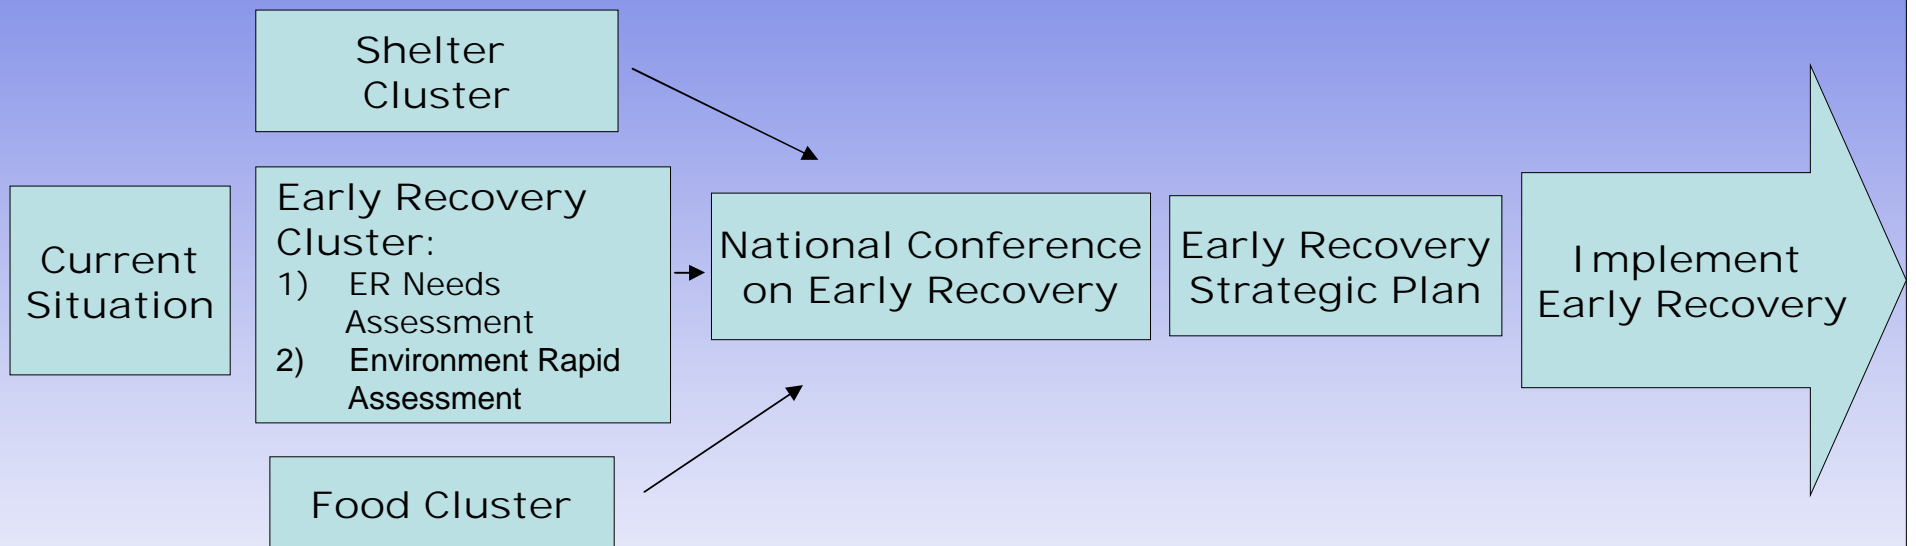 Shelter
Cluster
Current
Situation
Early Recovery
Cluster:
1) ER Needs
Assessment
2) Environment Rapid
Assessment
Food Cluster
National Conference
on Early Recovery
Early Recovery
Strategic Plan
Implement
Early Recovery